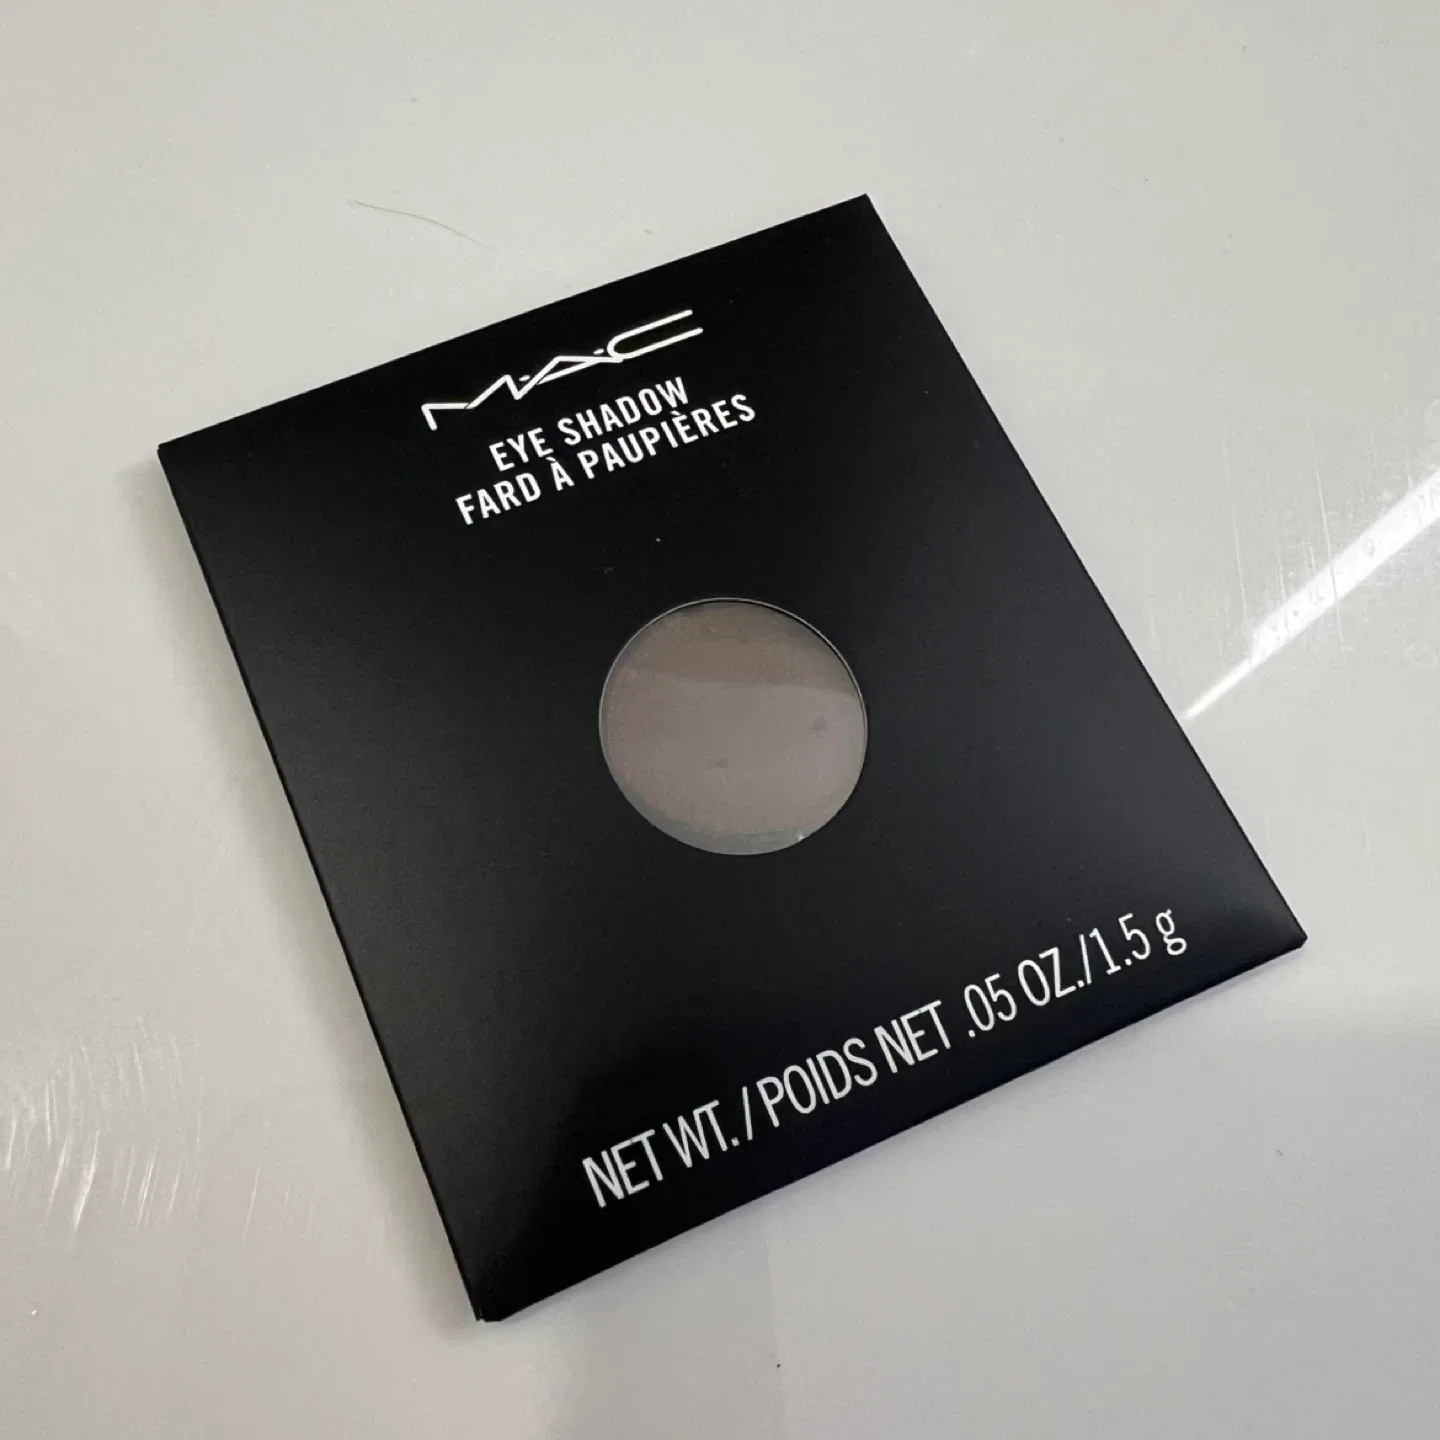 M·A·C
EYE SHADOW
FARD À PAUPIÈRES
NET WT. / POIDS NET .05 OZ./1.5 g